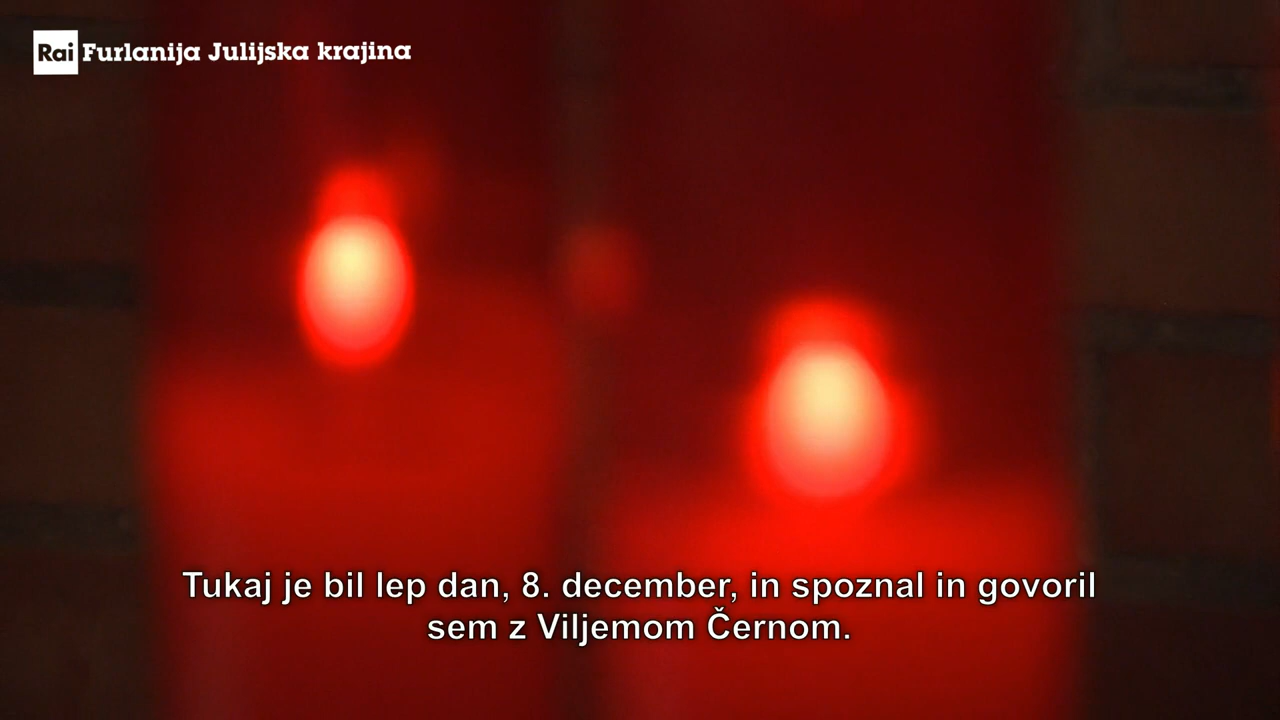 Rai Furlanija Julijska krajina
Tukaj je bil lep dan, 8. december, in spoznal in govoril
sem z Viljemom Černom.